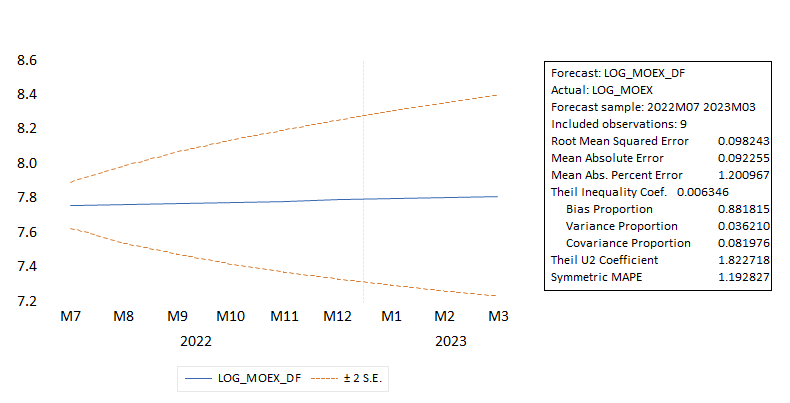 8.6
8.4
8.2
8.0
7.8
7.6
7.4
7.2
M7 M8 M9 M10 M11 M12 M1 M2 M3
2022 2023
LOG_MOEX_DF ± 2 S.E.
Forecast: LOG_MOEX_DF
Actual: LOG_MOEX
Forecast sample: 2022M07 2023M03
Included observations: 9
Root Mean Squared Error 0.098243
Mean Absolute Error 0.092255
Mean Abs. Percent Error 1.200967
Theil Inequality Coef. 0.006346
Bias Proportion 0.881815
Variance Proportion 0.036210
Covariance Proportion 0.081976
Theil U2 Coefficient 1.822718
Symmetric MAPE 1.192827